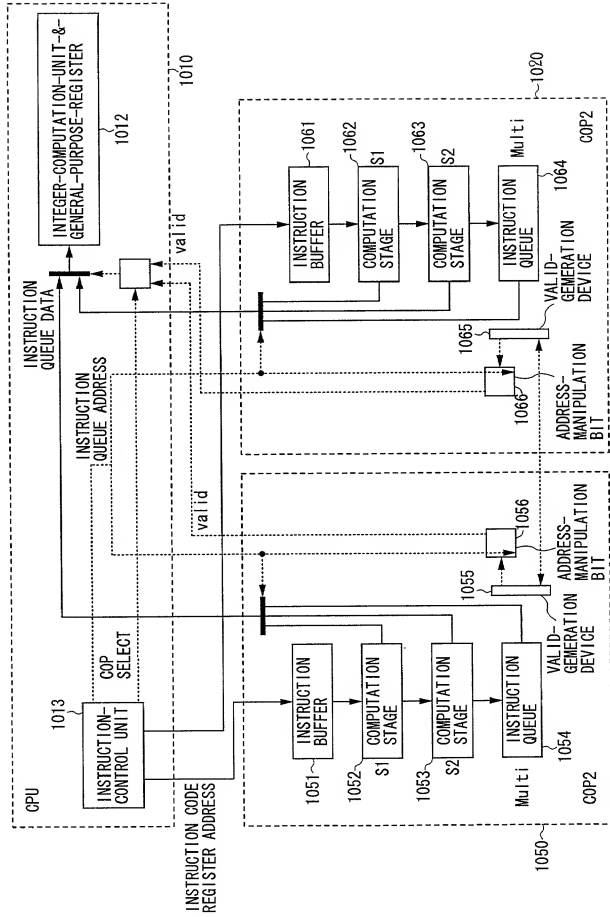 CPU
1013
INSTRUCTION-
CONTROL UNIT
COP
SELECT
INSTRUCTION
QUEUE ADDRESS
INSTRUCTION
QUEUE DATA
INTEGER-COMPUTATION-UNIT-&-
GENERAL-PURPOSE-REGISTER
1012
1010
valid
valid
INSTRUCTION CODE
REGISTER ADDRESS
1051
INSTRUCTION
BUFFER
1052
COMPUTATION
STAGE
S1
1053
COMPUTATION
STAGE
S2
Multi
INSTRUCTION
QUEUE
1054
1055
VALID-
GEMERATION
DEVICE
1056
ADDRESS-
MANIPULATION
BIT
COP2
1050
INSTRUCTION
BUFFER
1061
COMPUTATION
STAGE
1062
S1
COMPUTATION
STAGE
1063
S2
Multi
INSTRUCTION
QUEUE
1064
1065
VALID-
GEMERATION
DEVICE
1066
ADDRESS-
MANIPULATION
BIT
COP2
1020